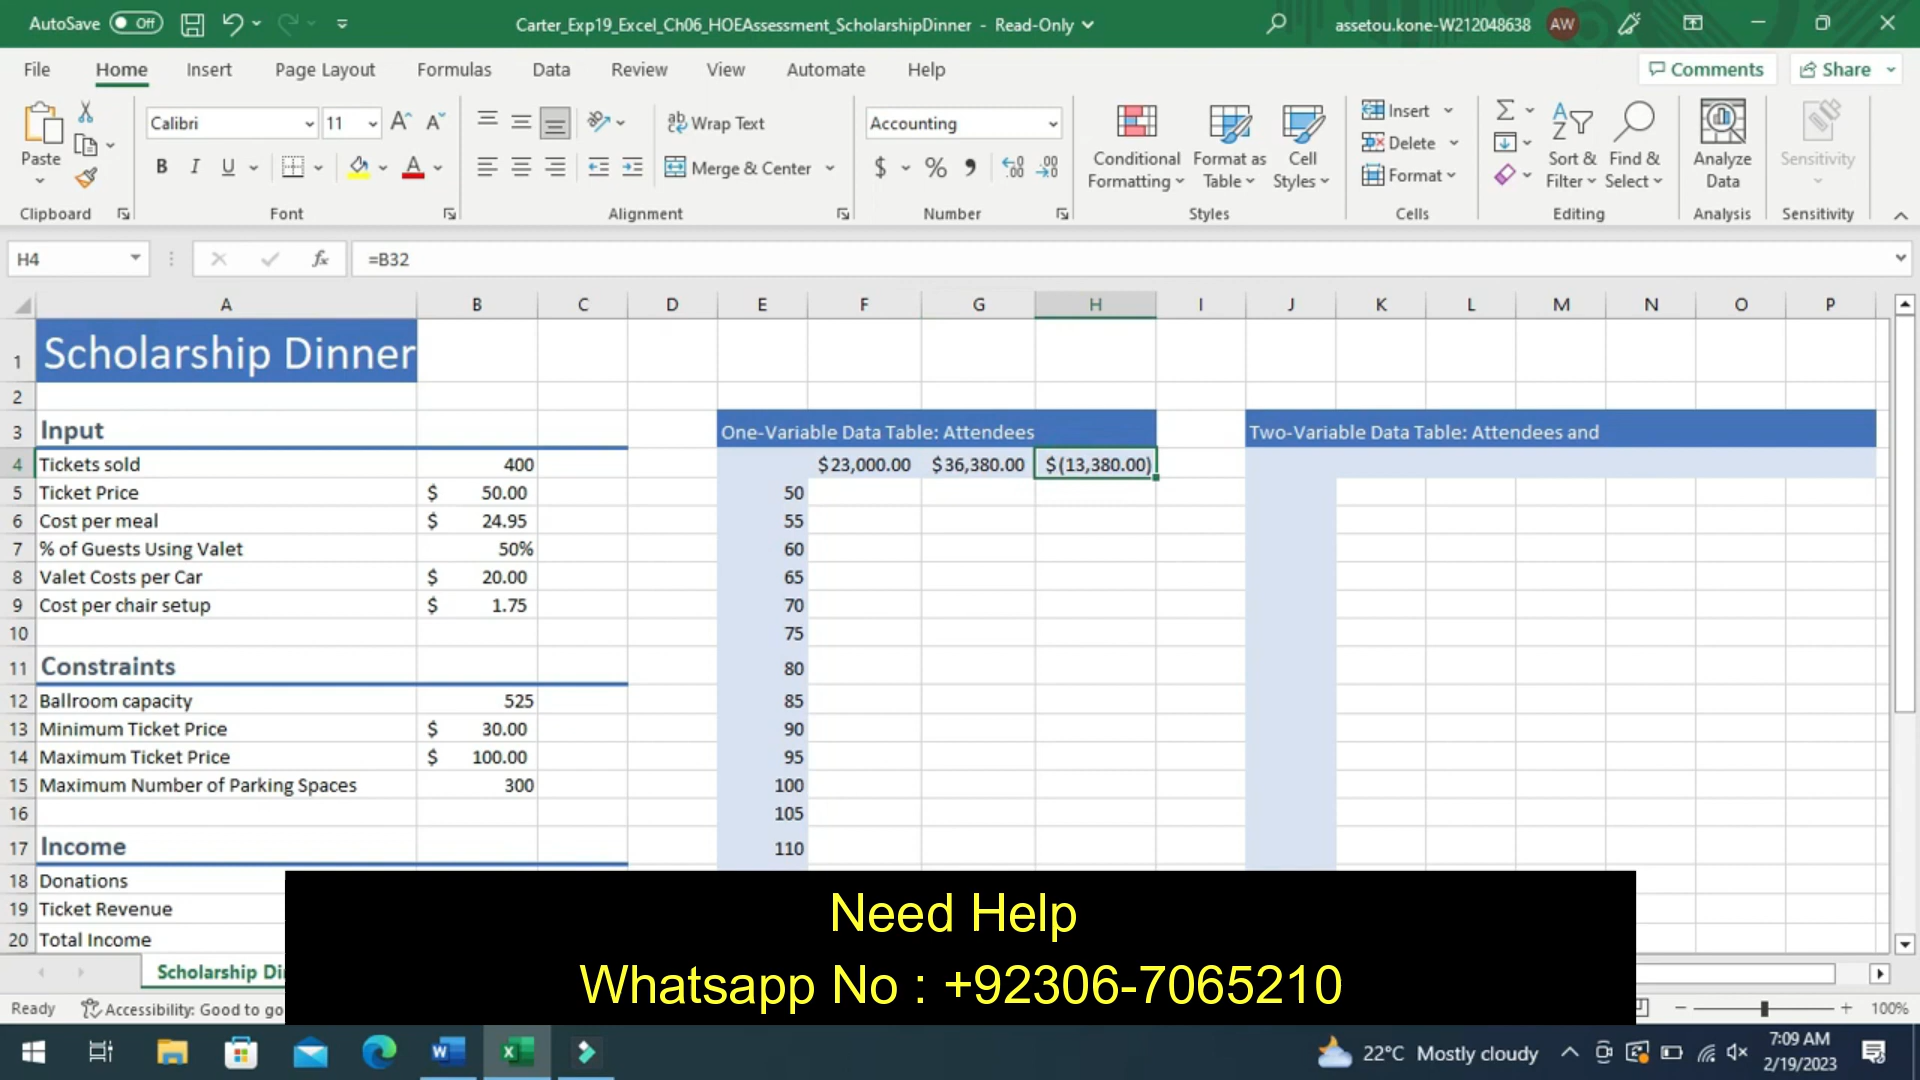 AutoSave Off
Carter_Exp19_Excel_Ch06_HOEAssessment_ScholarshipDinner - Read-Only
assetou.kone-W212048638 AW
File Home Insert Page Layout Formulas Data Review View Automate Help Comments Share
Calibri 11 Wrap Text Accounting Insert
Paste B I U Merge & Center $ % , Conditional Formatting Format as Table Cell Styles Delete Sort & Filter Find & Select Analyze Data Sensitivity
Format
Clipboard Font Alignment Number Styles Cells Editing Analysis Sensitivity
H4 fx =B32
A B C D E F G H I J K L M N O P
1 Scholarship Dinner
2
3 Input One-Variable Data Table: Attendees Two-Variable Data Table: Attendees and
4 Tickets sold 400 $23,000.00 $36,380.00 $(13,380.00)
5 Ticket Price $ 50.00 50
6 Cost per meal $ 24.95 55
7 % of Guests Using Valet 50% 60
8 Valet Costs per Car $ 20.00 65
9 Cost per chair setup $ 1.75 70
10 75
11 Constraints 80
12 Ballroom capacity 525 85
13 Minimum Ticket Price $ 30.00 90
14 Maximum Ticket Price $ 100.00 95
15 Maximum Number of Parking Spaces 300 100
16 105
17 Income 110
18 Donations
19 Ticket Revenue
20 Total Income
Need Help
Whatsapp No : +92306-7065210
Scholarship Di
Ready Accessibility: Good to go 100%
22°C Mostly cloudy 7:09 AM
2/19/2023